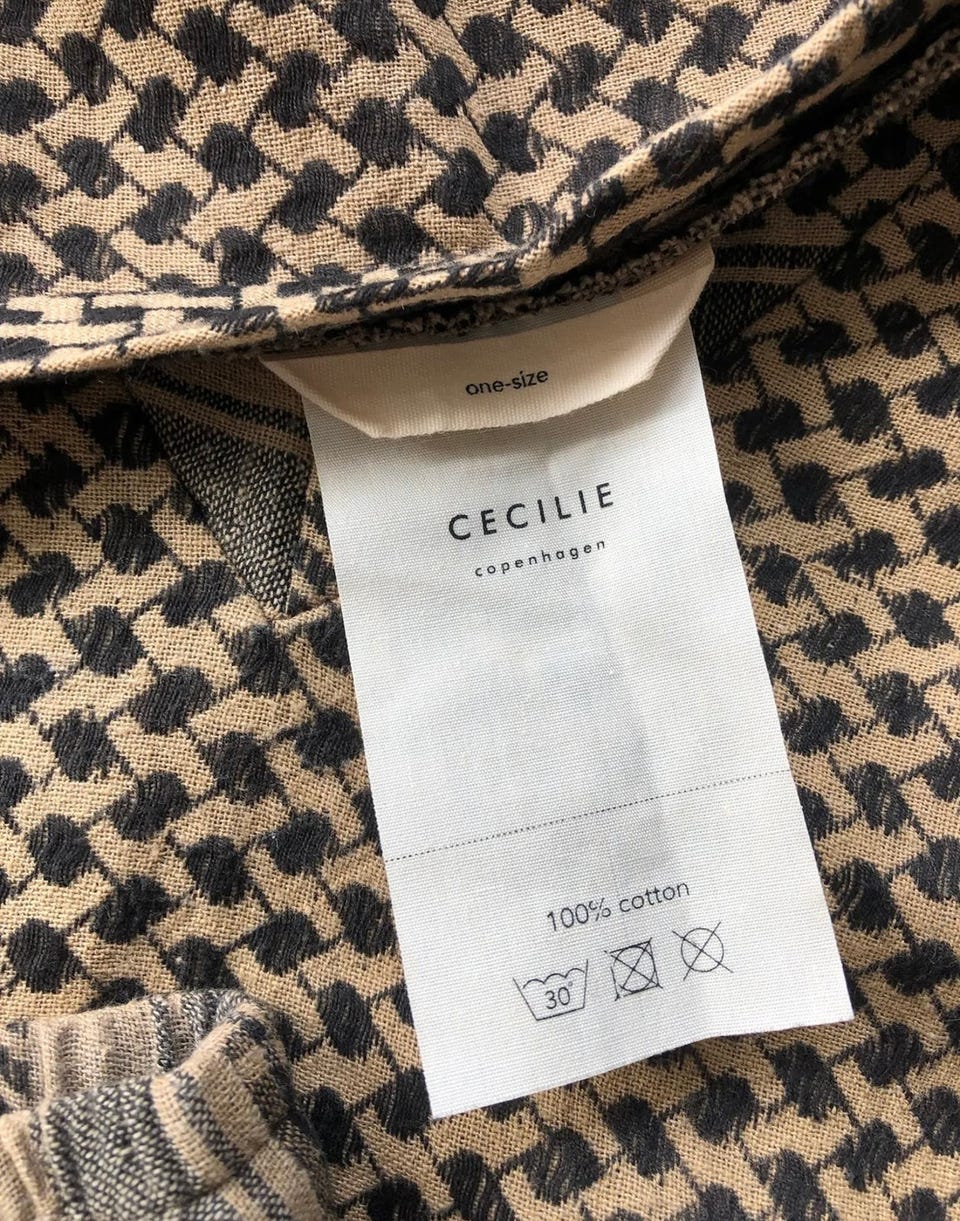 one-size
CECILIE
copenhagen
100% cotton
30°